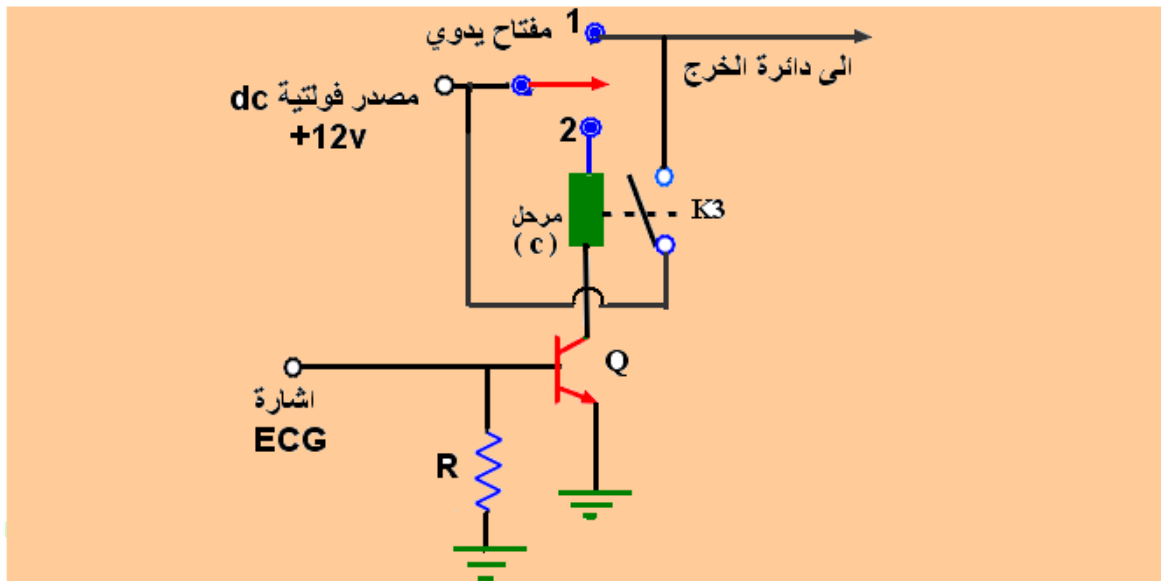 مفتاح يدوي
1
الى دائرة الخرج
مصدر فولتية dc
+12v
2
مرحل
( c )
K3
Q
اشارة
ECG
R